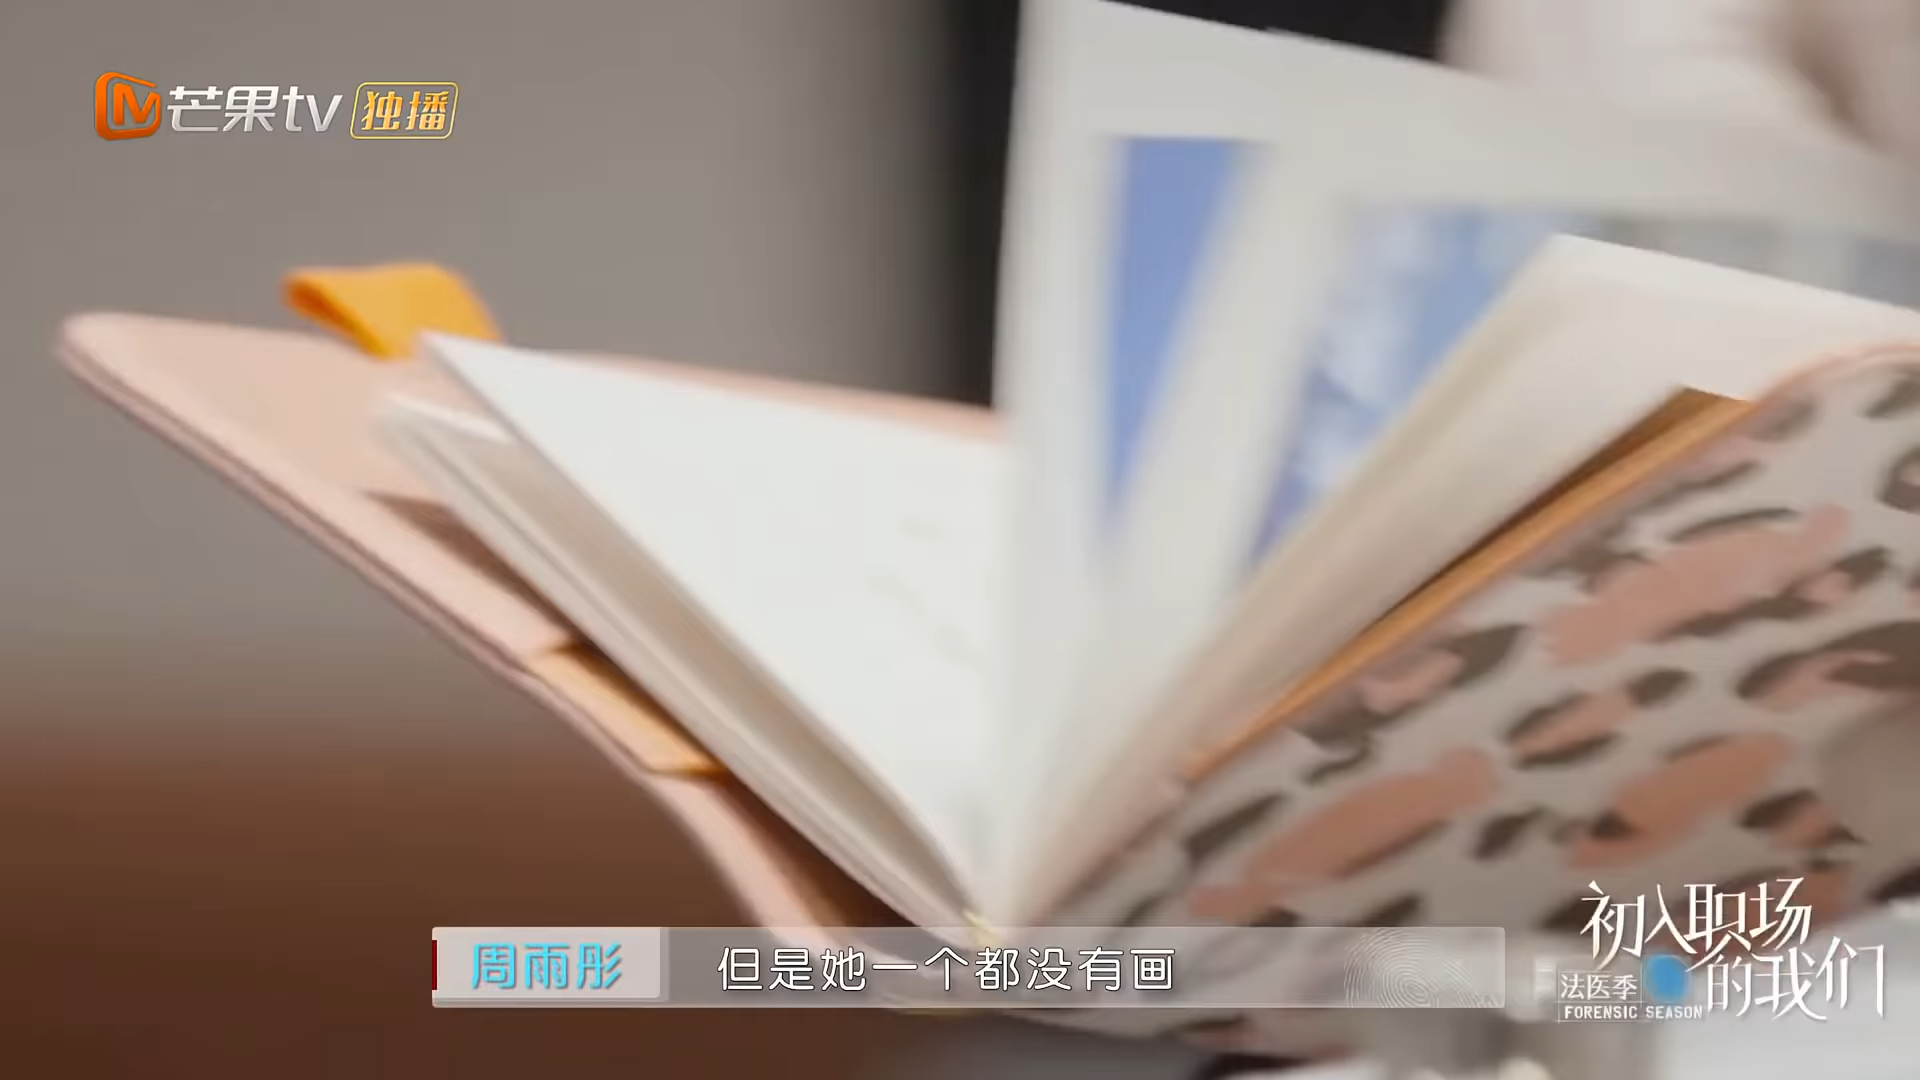 芒果tv 独播
周雨彤 但是她一个都没有画
初入职场
的我们
法医季
FORENSIC SEASON